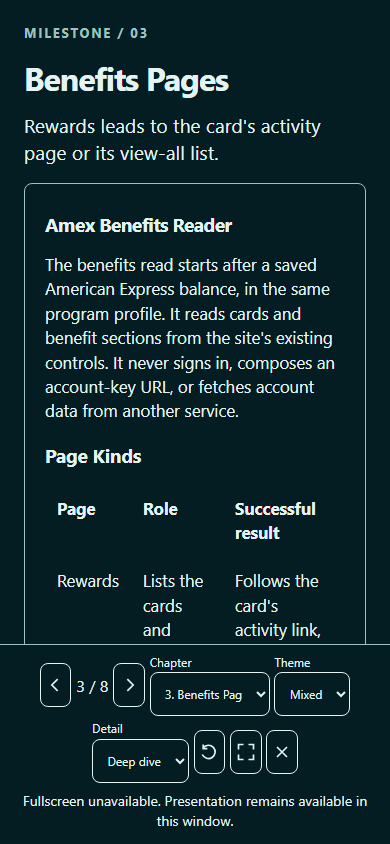 MILESTONE / 03
Benefits Pages
Rewards leads to the card's activity
page or its view-all list.
Amex Benefits Reader
The benefits read starts after a saved
American Express balance, in the same
program profile. It reads cards and
benefit sections from the site's existing
controls. It never signs in, composes an
account-key URL, or fetches account
data from another service.
Page Kinds
Page Role Successful
result
Rewards Lists the Follows the
cards card's
and activity link,
3 / 8
Chapter
3. Benefits Pag
Theme
Mixed
Detail
Deep dive
Fullscreen unavailable. Presentation remains available in
this window.